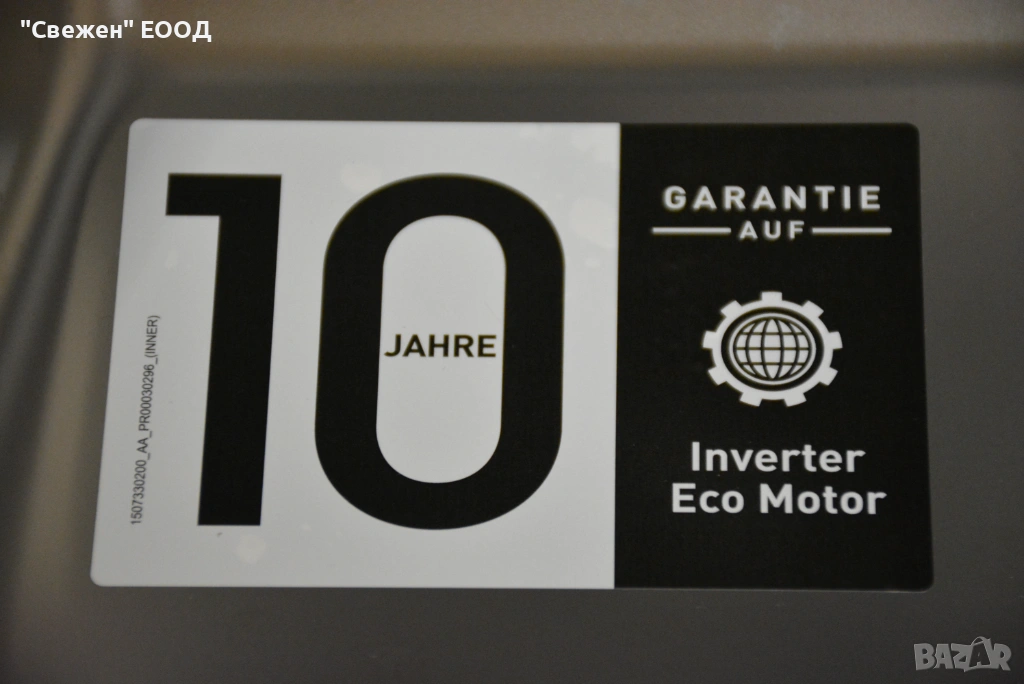 "Свежен" ЕООД
10
JAHRE
1507330200_AA_PR00030296_(INNER)
GARANTIE
AUF
Inverter
Eco Motor
BAZAR